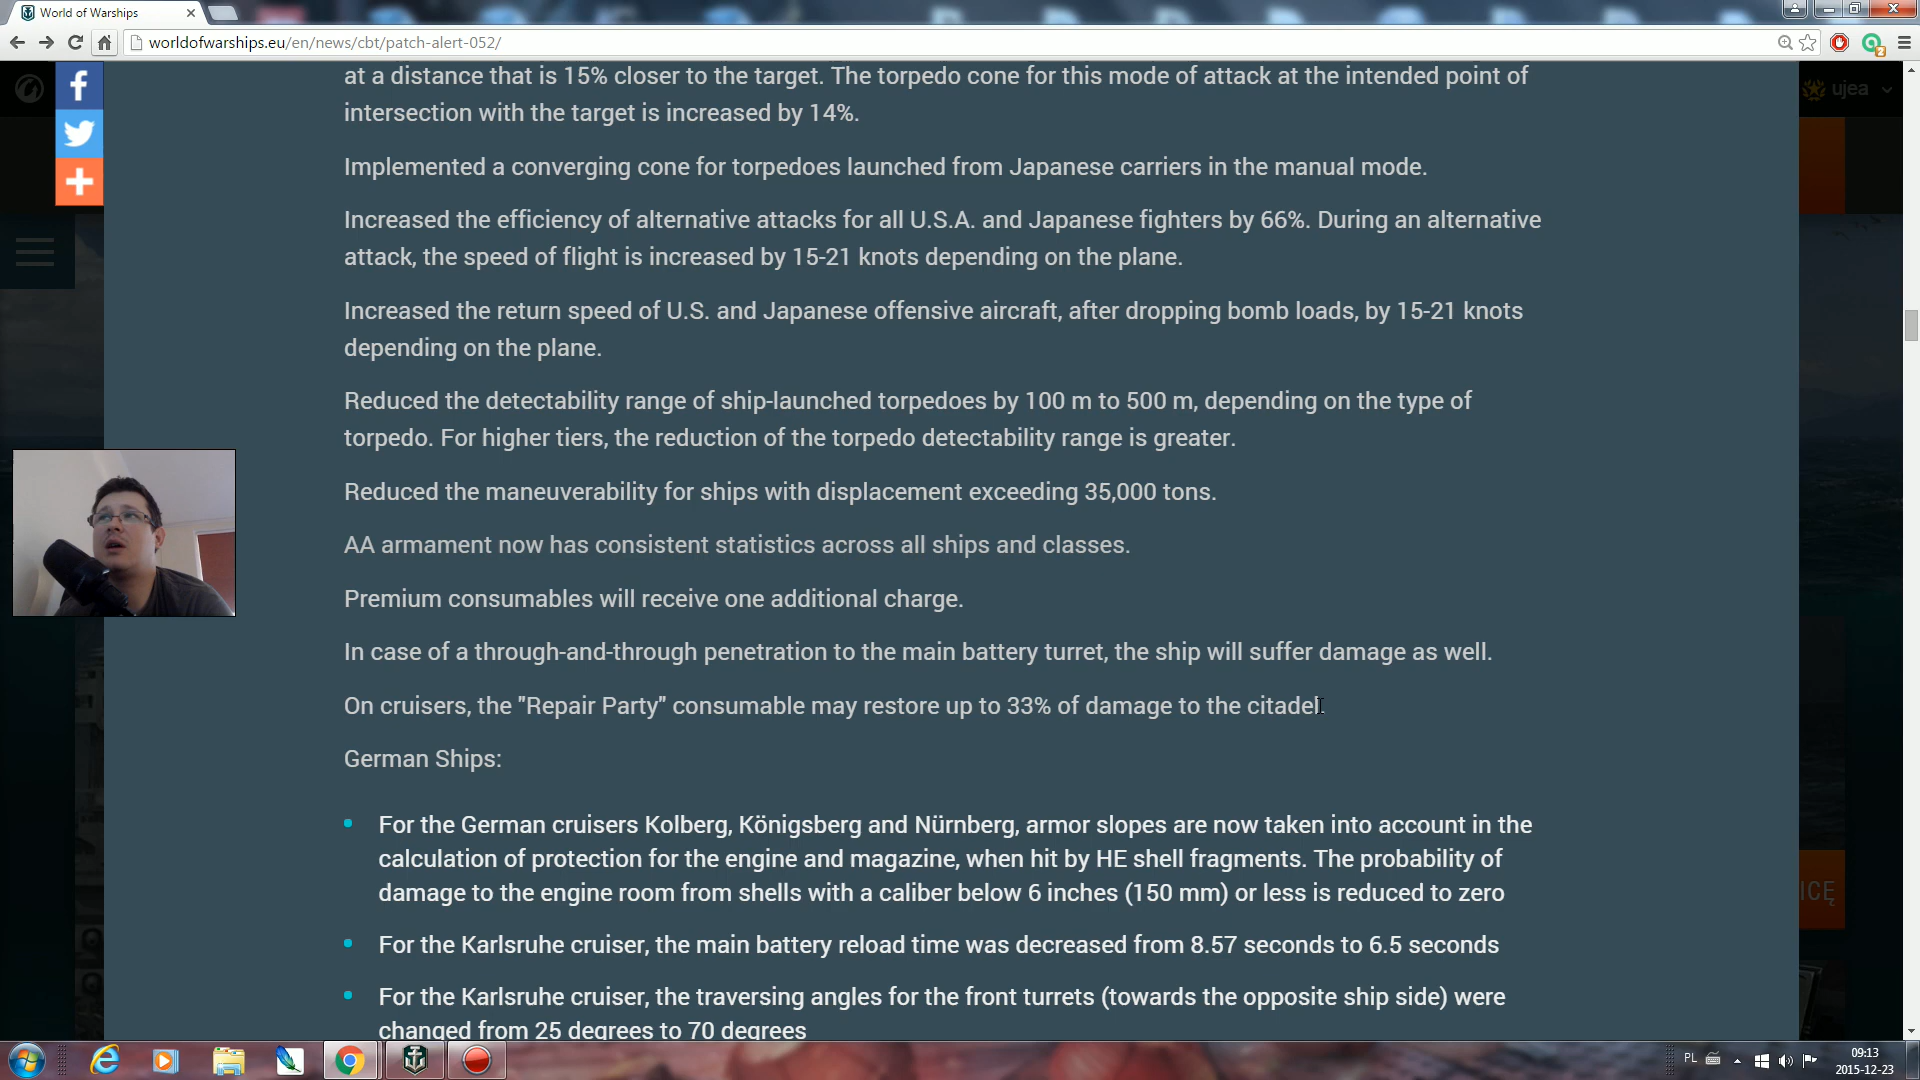 World of Warships
worldofwarships.eu/en/news/cbt/patch-alert-052/
2
ujea
at a distance that is 15% closer to the target. The torpedo cone for this mode of attack at the intended point of
intersection with the target is increased by 14%.
Implemented a converging cone for torpedoes launched from Japanese carriers in the manual mode.
Increased the efficiency of alternative attacks for all U.S.A. and Japanese fighters by 66%. During an alternative
attack, the speed of flight is increased by 15-21 knots depending on the plane.
Increased the return speed of U.S. and Japanese offensive aircraft, after dropping bomb loads, by 15-21 knots
depending on the plane.
Reduced the detectability range of ship-launched torpedoes by 100 m to 500 m, depending on the type of
torpedo. For higher tiers, the reduction of the torpedo detectability range is greater.
Reduced the maneuverability for ships with displacement exceeding 35,000 tons.
AA armament now has consistent statistics across all ships and classes.
Premium consumables will receive one additional charge.
In case of a through-and-through penetration to the main battery turret, the ship will suffer damage as well.
On cruisers, the "Repair Party" consumable may restore up to 33% of damage to the citadel
German Ships:
For the German cruisers Kolberg, Königsberg and Nürnberg, armor slopes are now taken into account in the
calculation of protection for the engine and magazine, when hit by HE shell fragments. The probability of
damage to the engine room from shells with a caliber below 6 inches (150 mm) or less is reduced to zero
ICĘ
For the Karlsruhe cruiser, the main battery reload time was decreased from 8.57 seconds to 6.5 seconds
For the Karlsruhe cruiser, the traversing angles for the front turrets (towards the opposite ship side) were
changed from 25 degrees to 70 degrees
PL
09:13
2015-12-23